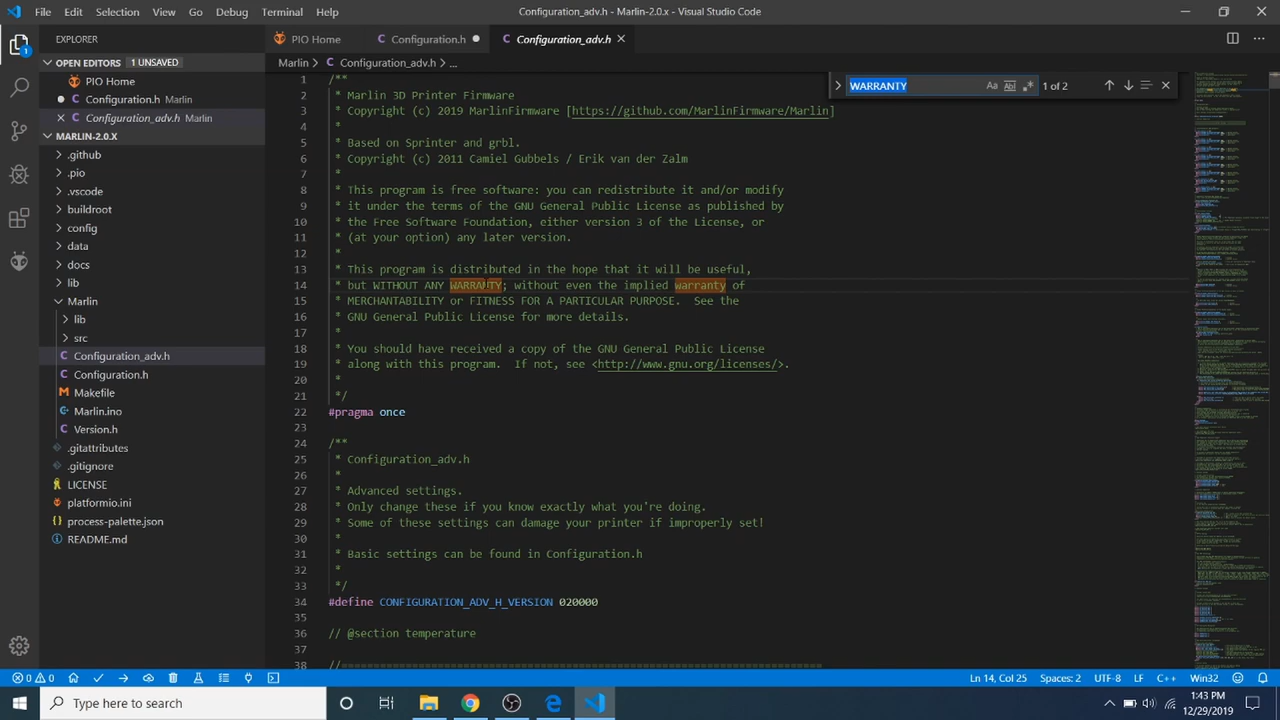 File Edit Selection View Go Debug Terminal Help
Configuration_adv.h - Marlin-2.0.x - Visual Studio Code
EXPLORER
PIO Home
Configuration.h
Configuration_adv.h
OPEN EDITORS 1 UNSAVED
Marlin > Configuration_adv.h > ...
PIO Home
Configuration.h Marlin
Configuration_adv.h Marlin
MARLIN-2.0.X
.github
.pio
.vscode
buildroot
config
data
docs
lib
Marlin
lib
src
Configuration_adv.h
Configuration.h
Makefile
Marlin.ino
Version.h
.gitattributes
.gitignore
LICENSE
platformio.ini
process-palette.json
README.md
WARRANTY
Aa Abl .* 1 of 2
1 /**
2 * Marlin 3D Printer Firmware
3 * Copyright (c) 2019 MarlinFirmware [https://github.com/MarlinFirmware/Marlin]
4 *
5 * Based on Sprinter and grbl.
6 * Copyright (c) 2011 Camiel Gubbels / Erik van der Zalm
7 *
8 * This program is free software: you can redistribute it and/or modify
9 * it under the terms of the GNU General Public License as published by
10 * the Free Software Foundation, either version 3 of the License, or
11 * (at your option) any later version.
12 *
13 * This program is distributed in the hope that it will be useful,
14 * but WITHOUT ANY WARRANTY; without even the implied warranty of
15 * MERCHANTABILITY or FITNESS FOR A PARTICULAR PURPOSE. See the
16 * GNU General Public License for more details.
17 *
18 * You should have received a copy of the GNU General Public License
19 * along with this program. If not, see <http://www.gnu.org/licenses/>.
20 *
21 */
22 #pragma once
23
24 /**
25 * Configuration_adv.h
26 *
27 * Advanced settings.
28 * Only change these if you know exactly what you're doing.
29 * Some of these settings can damage your printer if improperly set!
30 *
31 * Basic settings can be found in Configuration.h
32 *
33 */
34 #define CONFIGURATION_ADV_H_VERSION 020000
35
36 // @section temperature
37
38 //===========================================================================
0 0 Ln 14, Col 25 Spaces: 2 UTF-8 LF C++ Win32
Type here to search
1:43 PM
12/29/2019